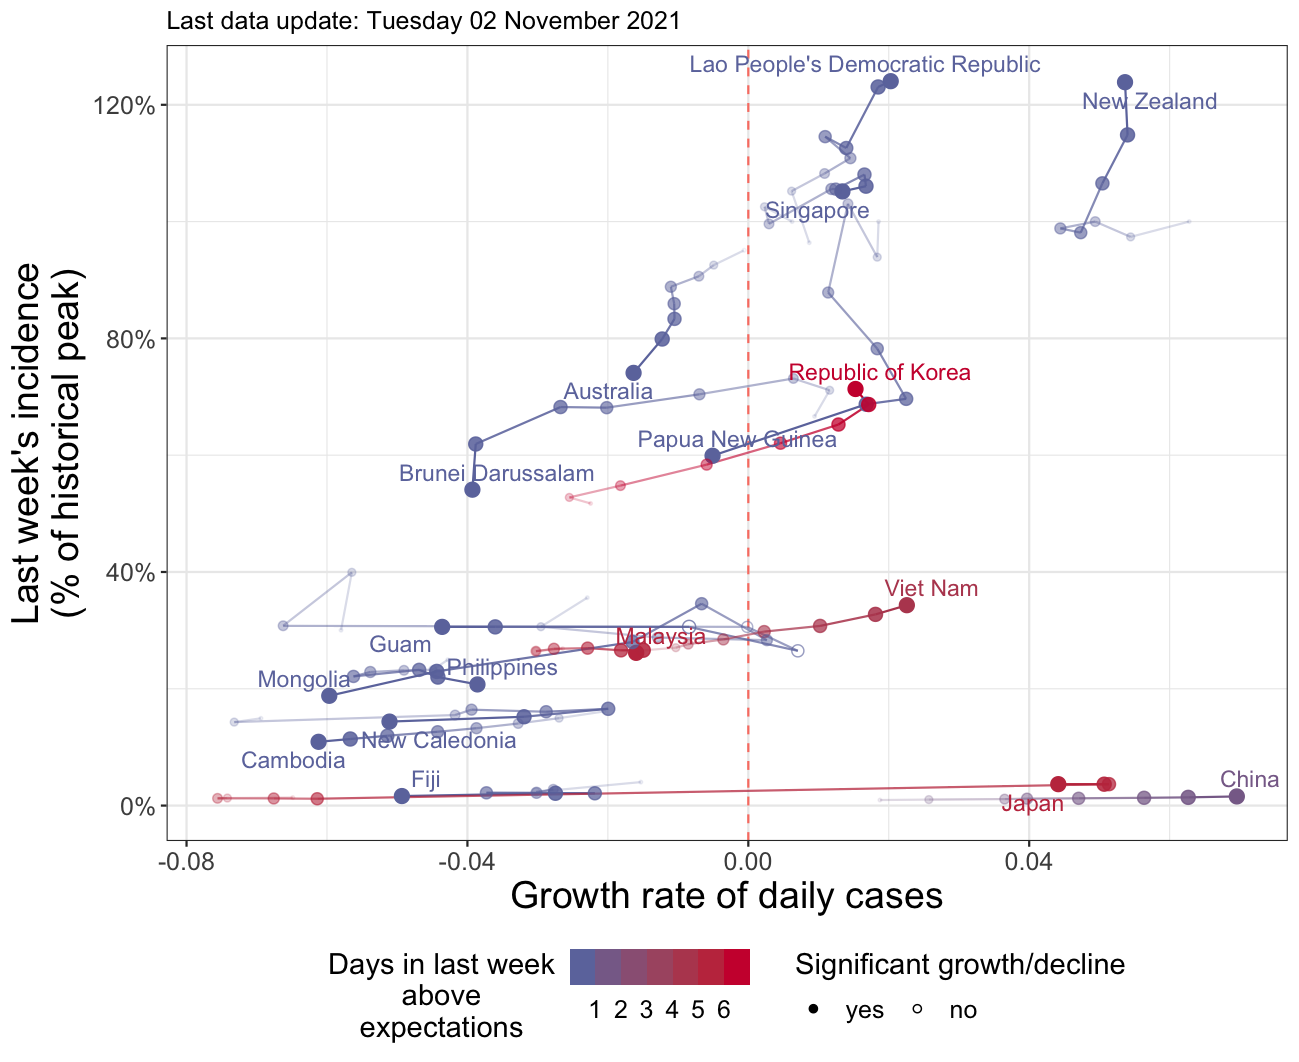 Last data update: Tuesday 02 November 2021
Lao People's Democratic Republic
New Zealand
120%
Singapore
80%
Republic of Korea
Australia
Papua New Guinea
Brunei Darussalam
Last week's incidence
(% of historical peak)
40%
Viet Nam
Malaysia
Guam
Philippines
Mongolia
New Caledonia
Cambodia
Fiji
China
Japan
0%
-0.08
-0.04
0.00
0.04
Growth rate of daily cases
Days in last week
above
expectations
1 2 3 4 5 6
Significant growth/decline
yes
no